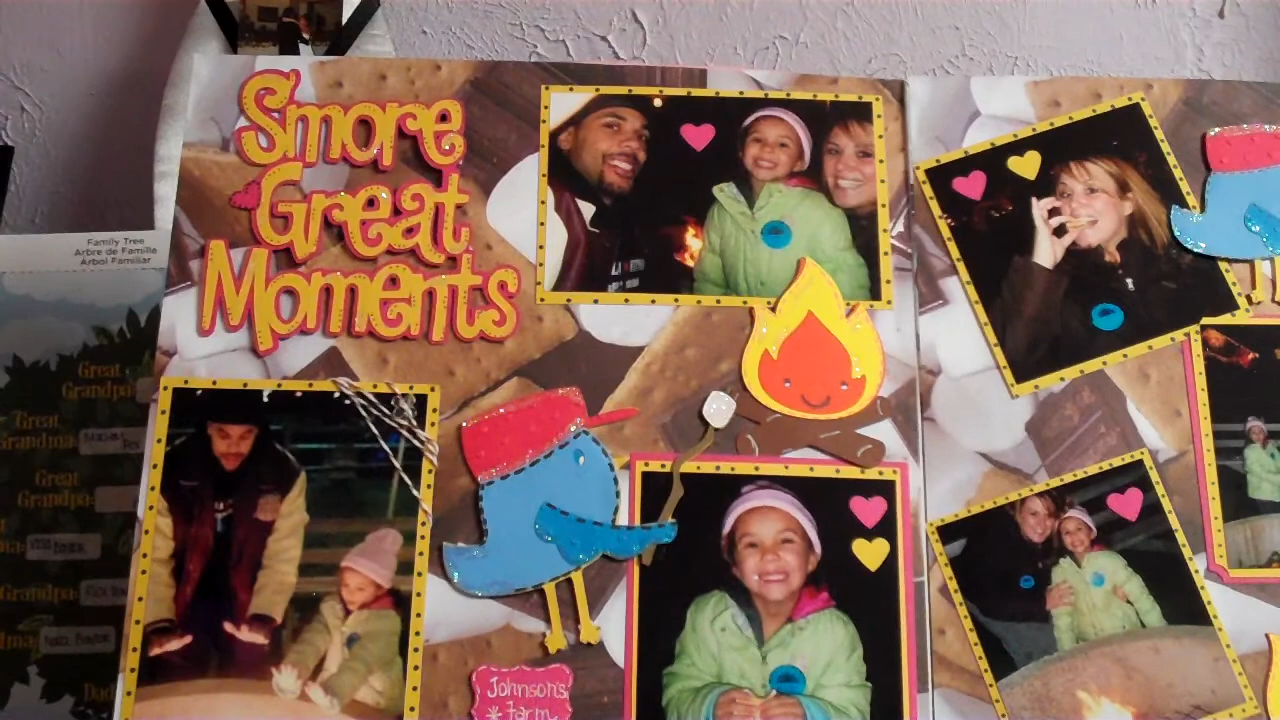 Smore
Great
Moments
Family Tree
Arbre de Famille
Árbol Familiar
Great
Grandpa
Great
Grandma
Great
Grandpa
Grandpa
Dad
Johnson's
* Farm